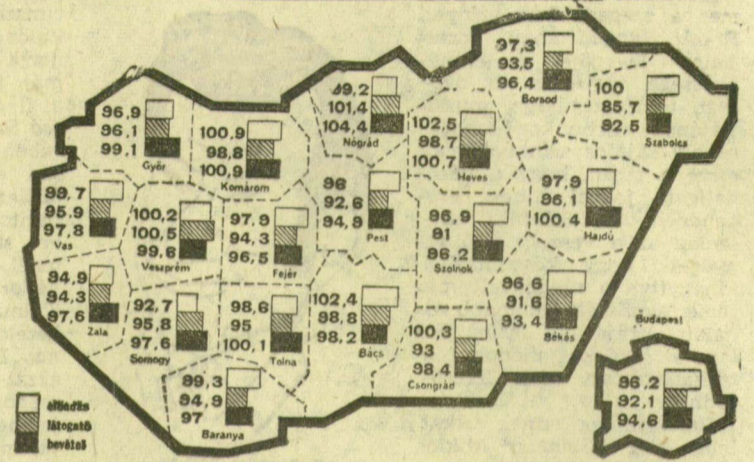 97,3
93,5
96,4
Borsod
100
85,7
92,5
Szabolcs
99,2
101,4
104,4
Nógrád
96,9
96,1
99,1
Győr
100,9
98,8
100,9
Komárom
102,5
98,7
100,7
Heves
97,9
96,1
100,4
Hajdú
96
92,6
94,9
Pest
95,9
97,8
Vas
100,2
100,5
99,6
Veszprém
97,9
94,3
96,5
Fejér
96,9
91
96,2
Szolnok
94,9
94,3
97,6
Zala
92,7
95,8
97,6
Somogy
98,6
95
100,1
Tolna
102,4
98,8
98,2
Bács
100,3
93
98,4
Csongrád
96,6
91,6
93,4
Békés
99,3
94,9
97
Baranya
Budapest
96,2
92,1
94,6
előadás
látogató
bevétel